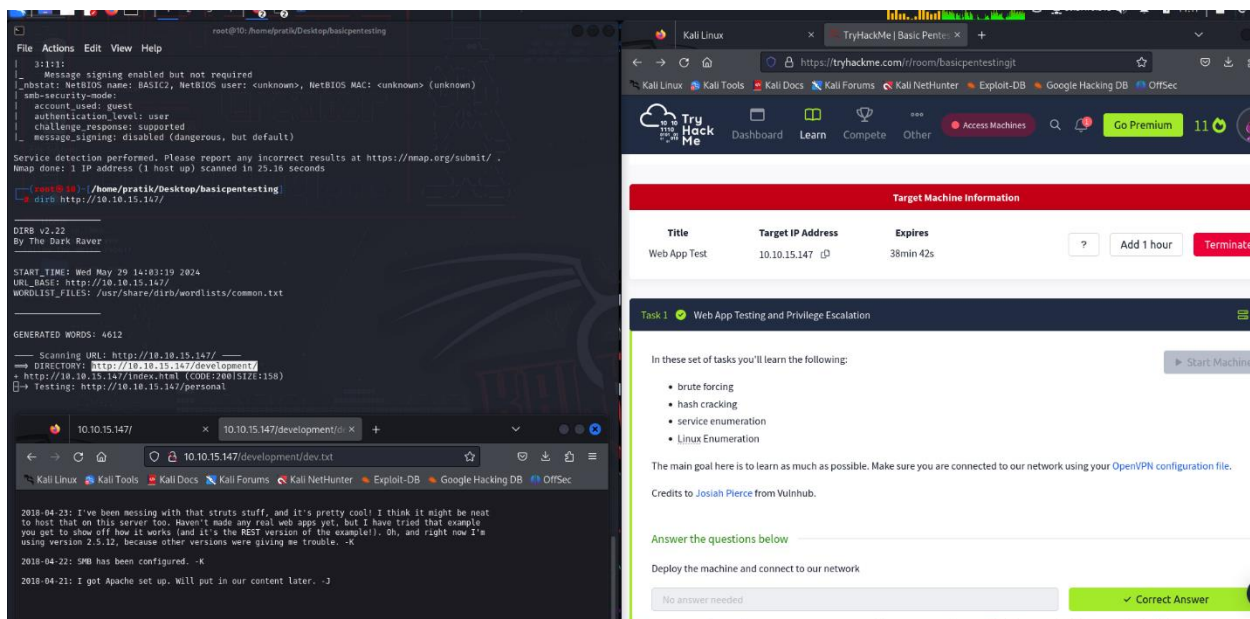 root@10: /home/pratik/Desktop/basicpentesting
File Actions Edit View Help
| 3:1:1:
|_ Message signing enabled but not required
|_nbstat: NetBIOS name: BASIC2, NetBIOS user: <unknown>, NetBIOS MAC: <unknown> (unknown)
| smb-security-mode:
| account_used: guest
| authentication_level: user
| challenge_response: supported
|_ message_signing: disabled (dangerous, but default)
Service detection performed. Please report any incorrect results at https://nmap.org/submit/ .
Nmap done: 1 IP address (1 host up) scanned in 25.16 seconds
(root㉿10)-[/home/pratik/Desktop/basicpentesting]
# dirb http://10.10.15.147/
DIRB v2.22
By The Dark Raver
START_TIME: Wed May 29 14:03:19 2024
URL_BASE: http://10.10.15.147/
WORDLIST_FILES: /usr/share/dirb/wordlists/common.txt
GENERATED WORDS: 4612
---- Scanning URL: http://10.10.15.147/ ----
==> DIRECTORY: http://10.10.15.147/development/
+ http://10.10.15.147/index.html (CODE:200|SIZE:158)
--> Testing: http://10.10.15.147/personal
10.10.15.147/ × 10.10.15.147/development/de × +
10.10.15.147/development/dev.txt
Kali Linux Kali Tools Kali Docs Kali Forums Kali NetHunter Exploit-DB Google Hacking DB OffSec
2018-04-23: I've been messing with that struts stuff, and it's pretty cool! I think it might be neat
to host that on this server too. Haven't made any real web apps yet, but I have tried that example
you get to show off how it works (and it's the REST version of the example!). Oh, and right now I'm
using version 2.5.12, because other versions were giving me trouble. -K
2018-04-22: SMB has been configured. -K
2018-04-21: I got Apache set up. Will put in our content later. -J
Kali Linux × TryHackMe | Basic Pentes × +
https://tryhackme.com/r/room/basicpentestingjt
Kali Linux Kali Tools Kali Docs Kali Forums Kali NetHunter Exploit-DB Google Hacking DB OffSec
Try
Hack
Me
Dashboard Learn Compete Other Access Machines Go Premium 11
Target Machine Information
Title Target IP Address Expires
Web App Test 10.10.15.147 38min 42s ? Add 1 hour Terminate
Task 1 Web App Testing and Privilege Escalation
In these set of tasks you'll learn the following:
Start Machine
• brute forcing
• hash cracking
• service enumeration
• Linux Enumeration
The main goal here is to learn as much as possible. Make sure you are connected to our network using your OpenVPN configuration file.
Credits to Josiah Pierce from Vulnhub.
Answer the questions below
Deploy the machine and connect to our network
No answer needed ✓ Correct Answer